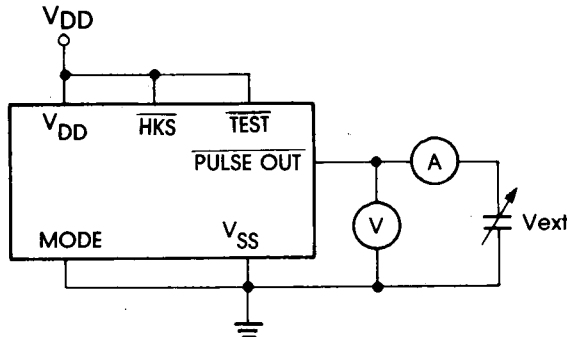 VDD
VDD HKS TEST
PULSE OUT
A
V
Vext
MODE VSS